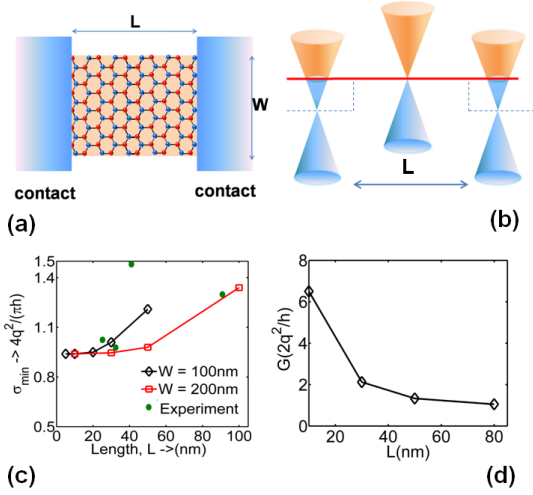 L
W
contact
contact
(a)
L
(b)
1.5
1.4
1.1
0.9
0.5
σmin -> 4q²/(πh)
W = 100nm
W = 200nm
Experiment
0 20 40 60 80 100
Length, L ->(nm)
(c)
8
6
4
2
0
G(2q²/h)
20 40 60 80
L(nm)
(d)